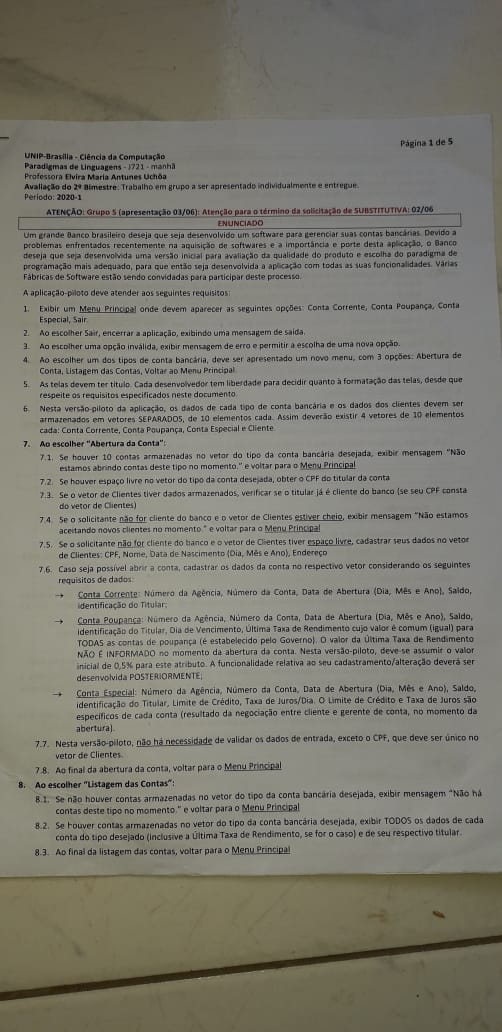 Página 1 de 5
UNIP-Brasília - Ciência da Computação
Paradigmas de Linguagens - J721 - manhã
Professora Elvira Maria Antunes Uchôa
Avaliação do 2º Bimestre: Trabalho em grupo a ser apresentado individualmente e entregue.
Período: 2020-1
ATENÇÃO: Grupo 5 (apresentação 03/06): Atenção para o término da solicitação de SUBSTITUTIVA: 02/06
ENUNCIADO
Um grande Banco brasileiro deseja que seja desenvolvido um software para gerenciar suas contas bancárias. Devido a
problemas enfrentados recentemente na aquisição de softwares e a importância e porte desta aplicação, o Banco
deseja que seja desenvolvida uma versão inicial para avaliação da qualidade do produto e escolha do paradigma de
programação mais adequado, para que então seja desenvolvida a aplicação com todas as suas funcionalidades. Várias
Fábricas de Software estão sendo convidadas para participar deste processo.
A aplicação-piloto deve atender aos seguintes requisitos:
1. Exibir um Menu Principal onde devem aparecer as seguintes opções: Conta Corrente, Conta Poupança, Conta
Especial, Sair.
2. Ao escolher Sair, encerrar a aplicação, exibindo uma mensagem de saída.
3. Ao escolher uma opção inválida, exibir mensagem de erro e permitir a escolha de uma nova opção.
4. Ao escolher um dos tipos de conta bancária, deve ser apresentado um novo menu, com 3 opções: Abertura de
Conta, Listagem das Contas, Voltar ao Menu Principal.
5. As telas devem ter título. Cada desenvolvedor tem liberdade para decidir quanto à formatação das telas, desde que
respeite os requisitos especificados neste documento.
6. Nesta versão-piloto da aplicação, os dados de cada tipo de conta bancária e os dados dos clientes devem ser
armazenados em vetores SEPARADOS, de 10 elementos cada. Assim deverão existir 4 vetores de 10 elementos
cada: Conta Corrente, Conta Poupança, Conta Especial e Cliente.
7. Ao escolher "Abertura da Conta":
7.1. Se houver 10 contas armazenadas no vetor do tipo da conta bancária desejada, exibir mensagem "Não
estamos abrindo contas deste tipo no momento." e voltar para o Menu Principal
7.2. Se houver espaço livre no vetor do tipo da conta desejada, obter o CPF do titular da conta
7.3. Se o vetor de Clientes tiver dados armazenados, verificar se o titular já é cliente do banco (se seu CPF consta
do vetor de Clientes)
7.4. Se o solicitante não for cliente do banco e o vetor de Clientes estiver cheio, exibir mensagem "Não estamos
aceitando novos clientes no momento." e voltar para o Menu Principal
7.5. Se o solicitante não for cliente do banco e o vetor de Clientes tiver espaço livre, cadastrar seus dados no vetor
de Clientes: CPF, Nome, Data de Nascimento (Dia, Mês e Ano), Endereço
7.6. Caso seja possível abrir a conta, cadastrar os dados da conta no respectivo vetor considerando os seguintes
requisitos de dados:
→ Conta Corrente: Número da Agência, Número da Conta, Data de Abertura (Dia, Mês e Ano), Saldo,
identificação do Titular;
→ Conta Poupança: Número da Agência, Número da Conta, Data de Abertura (Dia, Mês e Ano), Saldo,
identificação do Titular, Dia de Vencimento, Última Taxa de Rendimento cujo valor é comum (igual) para
TODAS as contas de poupança (é estabelecido pelo Governo). O valor da Última Taxa de Rendimento
NÃO É INFORMADO no momento da abertura da conta. Nesta versão-piloto, deve-se assumir o valor
inicial de 0,5% para este atributo. A funcionalidade relativa ao seu cadastramento/alteração deverá ser
desenvolvida POSTERIORMENTE;
→ Conta Especial: Número da Agência, Número da Conta, Data de Abertura (Dia, Mês e Ano), Saldo,
identificação do Titular, Limite de Crédito, Taxa de Juros/Dia. O Limite de Crédito e Taxa de Juros são
específicos de cada conta (resultado da negociação entre cliente e gerente de conta, no momento da
abertura).
7.7. Nesta versão-piloto, não há necessidade de validar os dados de entrada, exceto o CPF, que deve ser único no
vetor de Clientes.
7.8. Ao final da abertura da conta, voltar para o Menu Principal
8. Ao escolher "Listagem das Contas":
8.1. Se não houver contas armazenadas no vetor do tipo da conta bancária desejada, exibir mensagem "Não há
contas deste tipo no momento." e voltar para o Menu Principal
8.2. Se houver contas armazenadas no vetor do tipo da conta bancária desejada, exibir TODOS os dados de cada
conta do tipo desejado (inclusive a Última Taxa de Rendimento, se for o caso) e de seu respectivo titular.
8.3. Ao final da listagem das contas, voltar para o Menu Principal